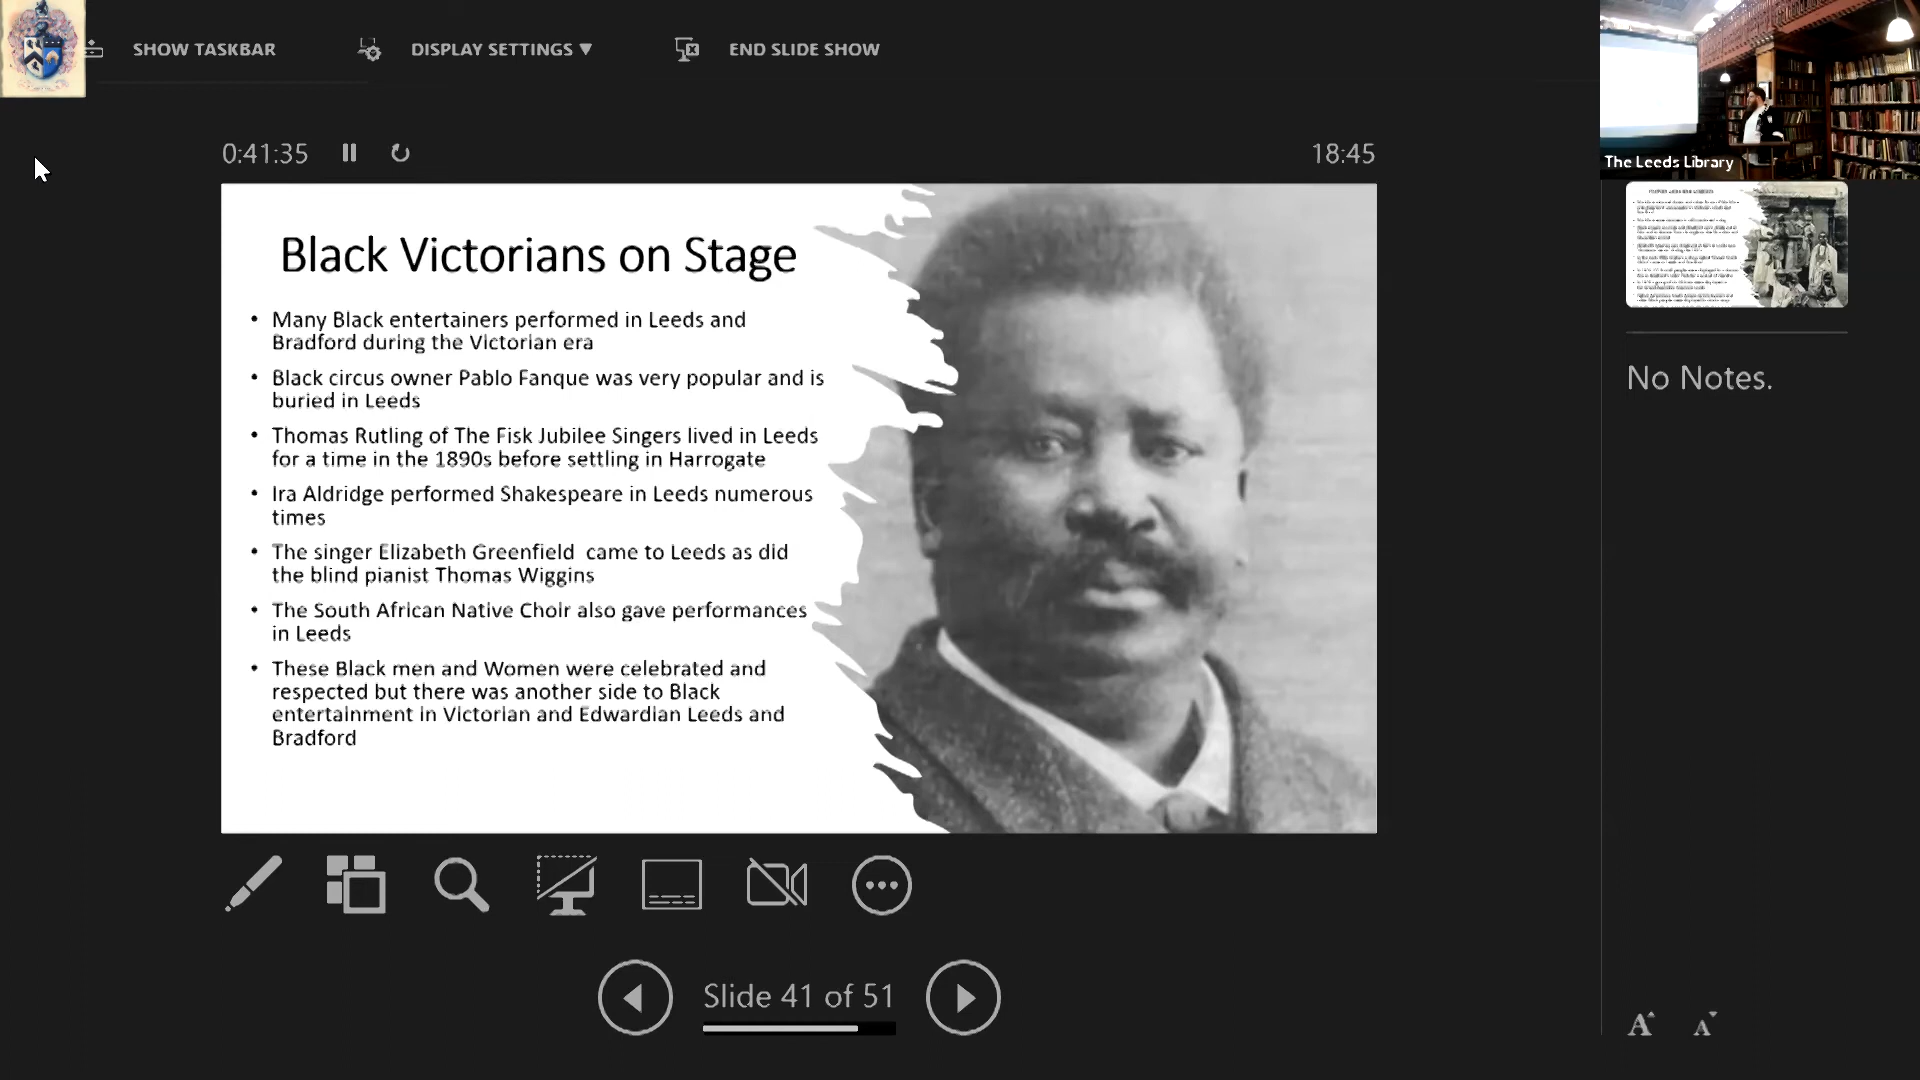 SHOW TASKBAR
DISPLAY SETTINGS ▼
END SLIDE SHOW
0:41:35
18:45
The Leeds Library
Black Victorians on Stage
• Many Black entertainers performed in Leeds and
Bradford during the Victorian era
• Black circus owner Pablo Fanque was very popular and is
buried in Leeds
• Thomas Rutling of The Fisk Jubilee Singers lived in Leeds
for a time in the 1890s before settling in Harrogate
• Ira Aldridge performed Shakespeare in Leeds numerous
times
• The singer Elizabeth Greenfield came to Leeds as did
the blind pianist Thomas Wiggins
• The South African Native Choir also gave performances
in Leeds
• These Black men and Women were celebrated and
respected but there was another side to Black
entertainment in Victorian and Edwardian Leeds and
Bradford
No Notes.
Slide 41 of 51
A A